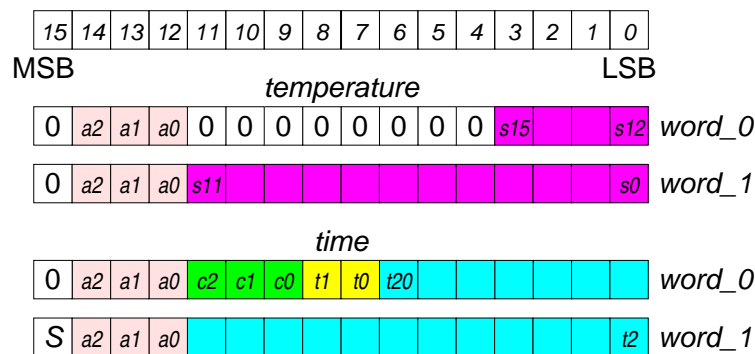 15 14 13 12 11 10 9 8 7 6 5 4 3 2 1 0
MSB LSB
temperature
0 a2 a1 a0 0 0 0 0 0 0 0 0 s15 s12 word_0
0 a2 a1 a0 s11 s0 word_1
time
0 a2 a1 a0 c2 c1 c0 t1 t0 t20 word_0
S a2 a1 a0 t2 word_1